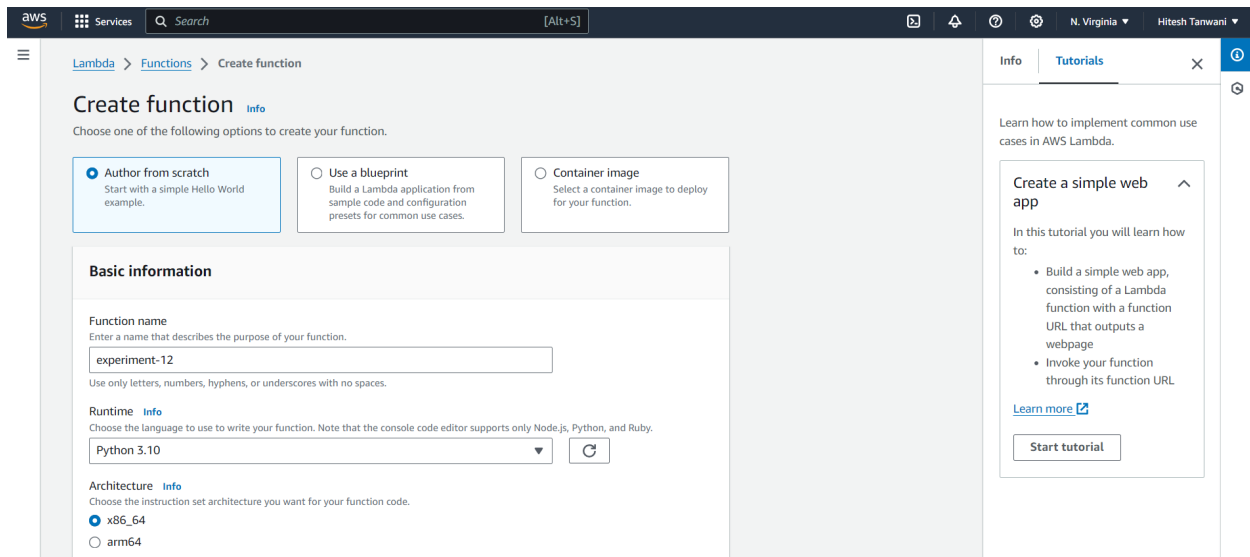 aws
Services
Search
[Alt+S]
N. Virginia
Hitesh Tanwani
Lambda
Functions
Create function
Create function
Info
Choose one of the following options to create your function.
Author from scratch
Start with a simple Hello World
example.
Use a blueprint
Build a Lambda application from
sample code and configuration
presets for common use cases.
Container image
Select a container image to deploy
for your function.
Basic information
Function name
Enter a name that describes the purpose of your function.
experiment-12
Use only letters, numbers, hyphens, or underscores with no spaces.
Runtime
Info
Choose the language to use to write your function. Note that the console code editor supports only Node.js, Python, and Ruby.
Python 3.10
Architecture
Info
Choose the instruction set architecture you want for your function code.
x86_64
arm64
Info
Tutorials
Learn how to implement common use
cases in AWS Lambda.
Create a simple web
app
In this tutorial you will learn how
to:
• Build a simple web app,
consisting of a Lambda
function with a function
URL that outputs a
webpage
• Invoke your function
through its function URL
Learn more
Start tutorial